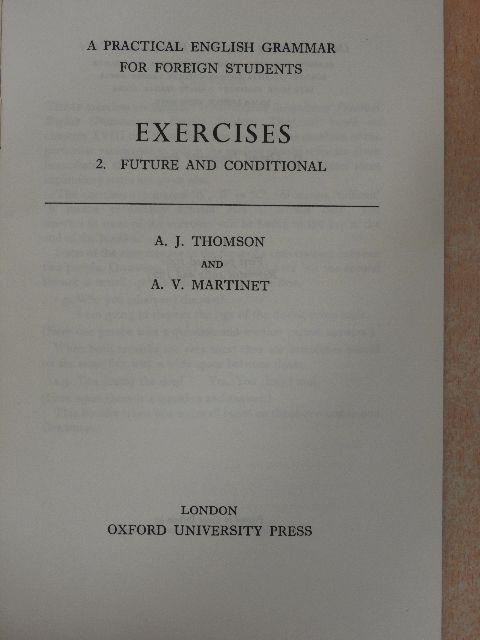 A PRACTICAL ENGLISH GRAMMAR
FOR FOREIGN STUDENTS
EXERCISES
2. FUTURE AND CONDITIONAL
A. J. THOMSON
AND
A. V. MARTINET
LONDON
OXFORD UNIVERSITY PRESS